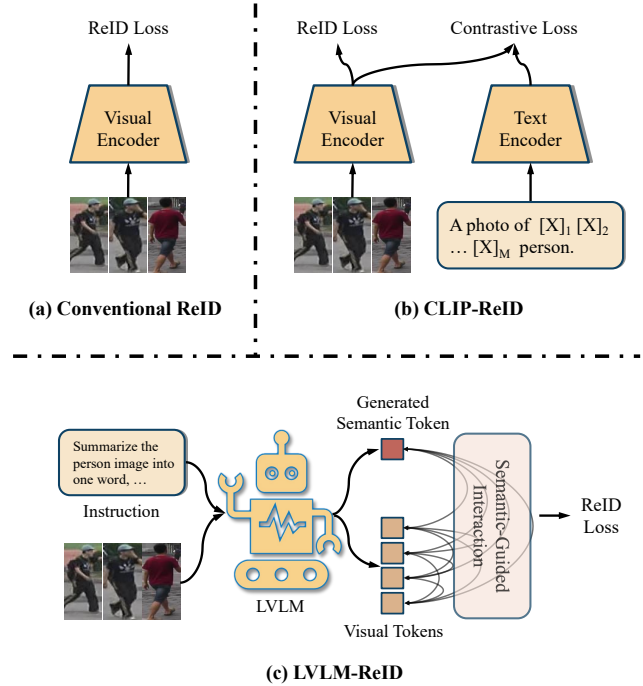 ReID Loss
Visual
Encoder
(a) Conventional ReID
ReID Loss
Contrastive Loss
Visual
Encoder
Text
Encoder
A photo of [X]₁ [X]₂
… [X]_M person.
(b) CLIP-ReID
Summarize the
person image into
one word, …
Instruction
LVLM
Generated
Semantic Token
Visual Tokens
Semantic-Guided
Interaction
ReID
Loss
(c) LVLM-ReID